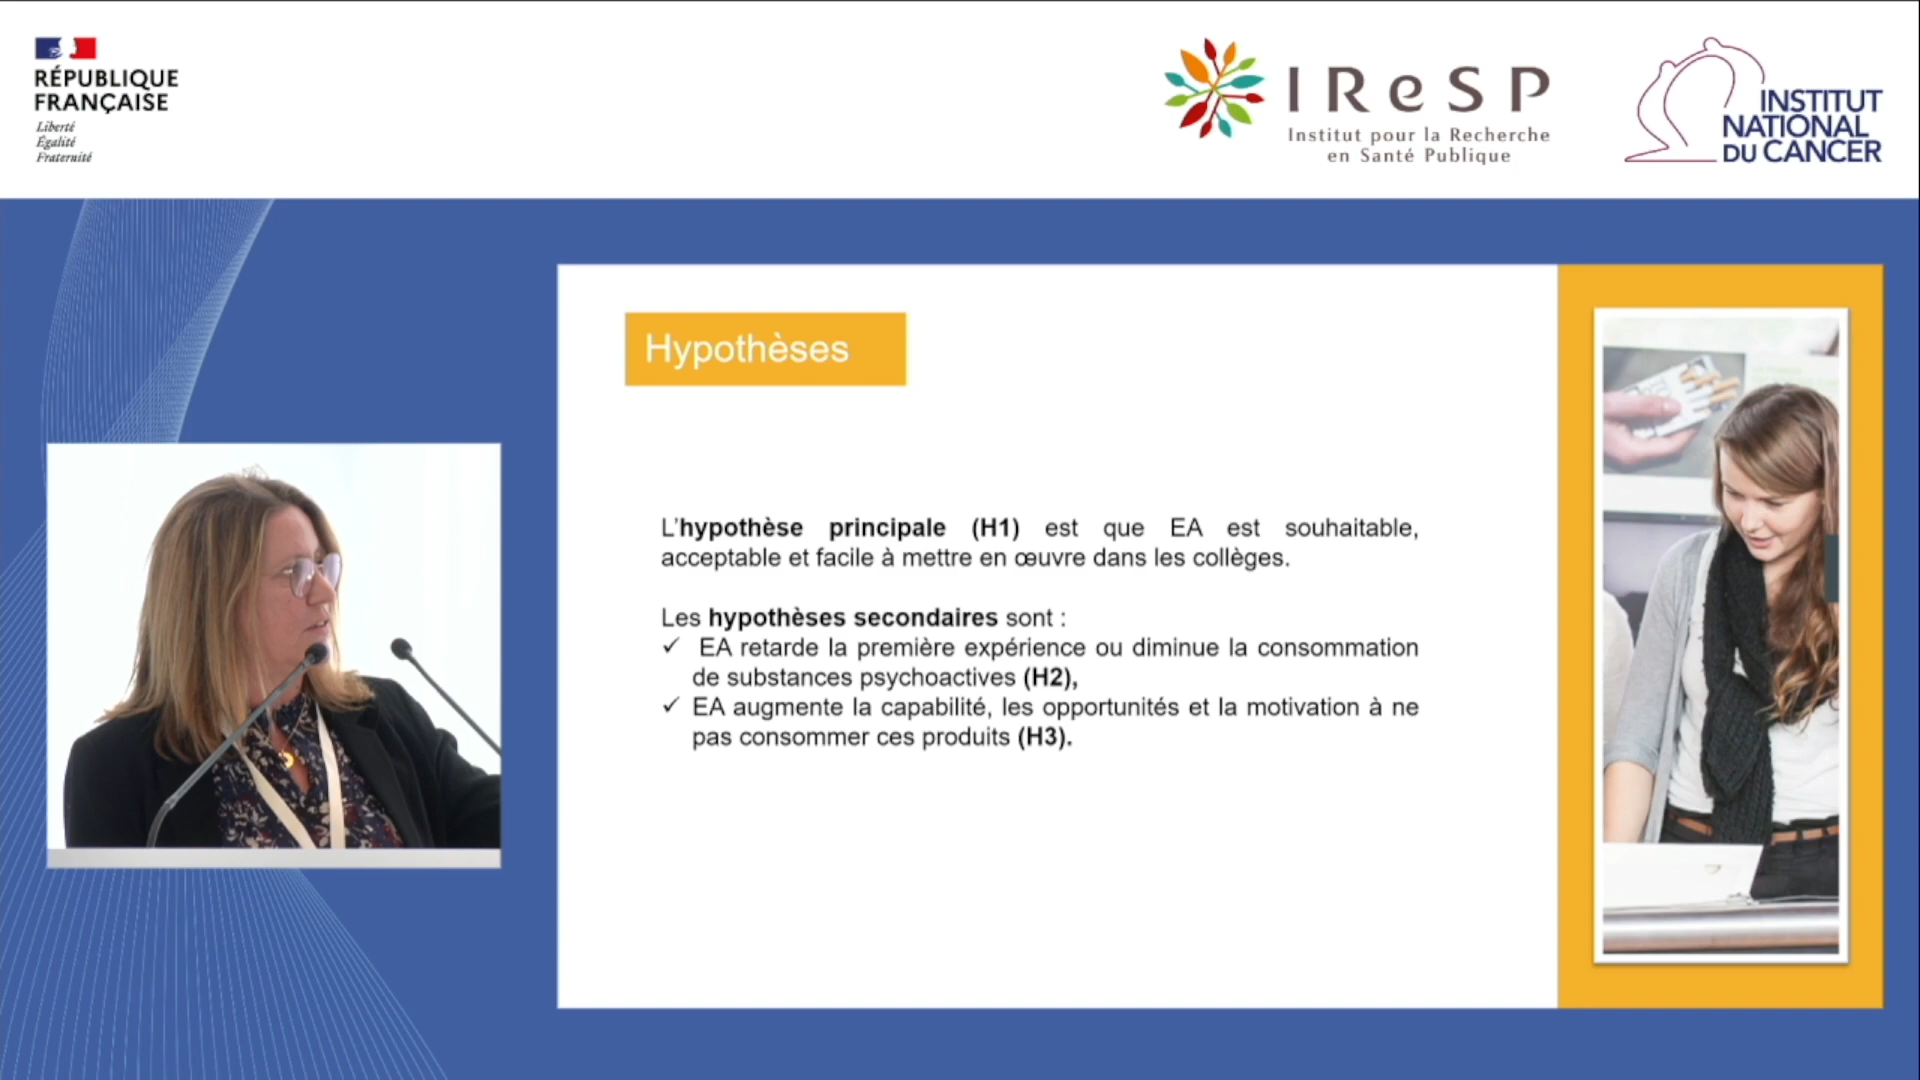 RÉPUBLIQUE
FRANÇAISE
Liberté
Égalité
Fraternité
IReSP
Institut pour la Recherche
en Santé Publique
INSTITUT
NATIONAL
DU CANCER
Hypothèses
L'hypothèse principale (H1) est que EA est souhaitable,
acceptable et facile à mettre en œuvre dans les collèges.
Les hypothèses secondaires sont :
✓ EA retarde la première expérience ou diminue la consommation
de substances psychoactives (H2),
✓ EA augmente la capabilité, les opportunités et la motivation à ne
pas consommer ces produits (H3).